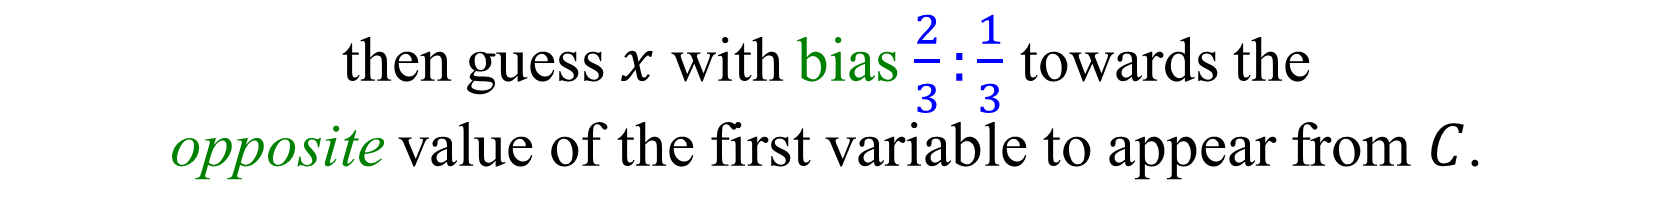 then guess x with bias 2/3 : 1/3 towards the
opposite value of the first variable to appear from C.